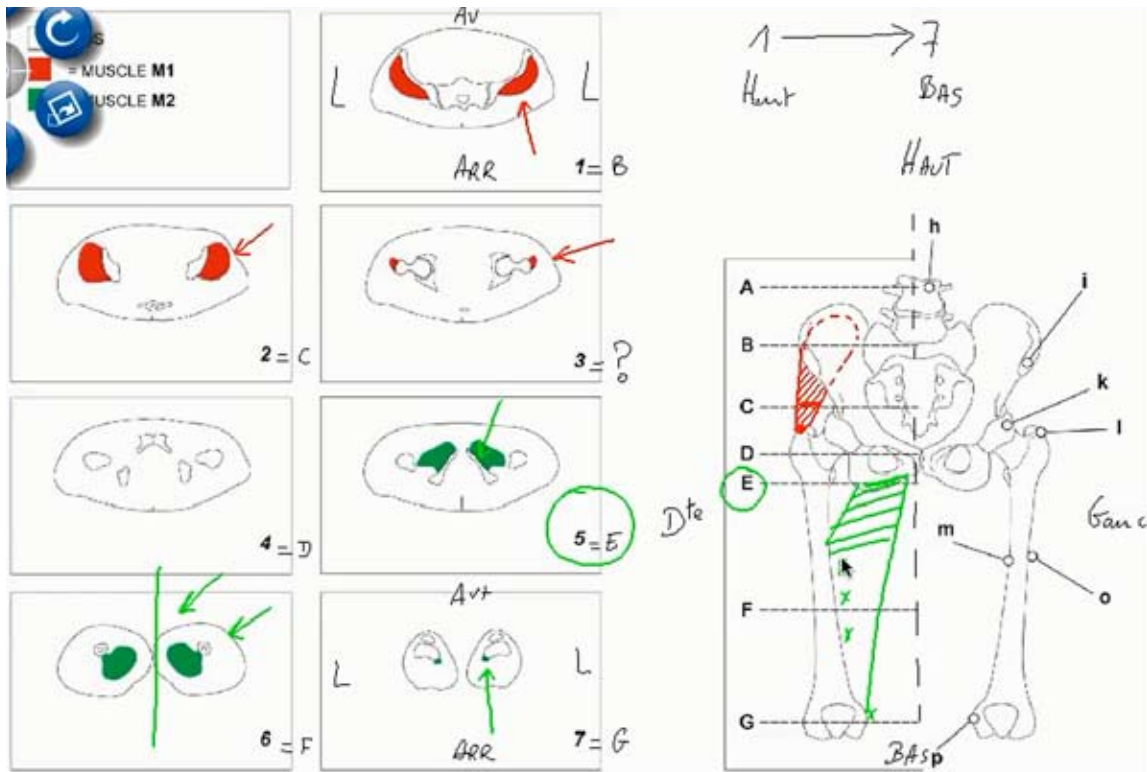 S
= MUSCLE M1
MUSCLE M2
AV
L
L
ARR
1 = B
2 = C
3 = ?
4 = D
5 = E
6 = F
Avt
L
L
ARR
7 = G
1 → 7
Haut
BAS
HAUT
h
A
i
B
C
k
l
D
E
Dte
Gauc
m
o
F
G
BAS
p